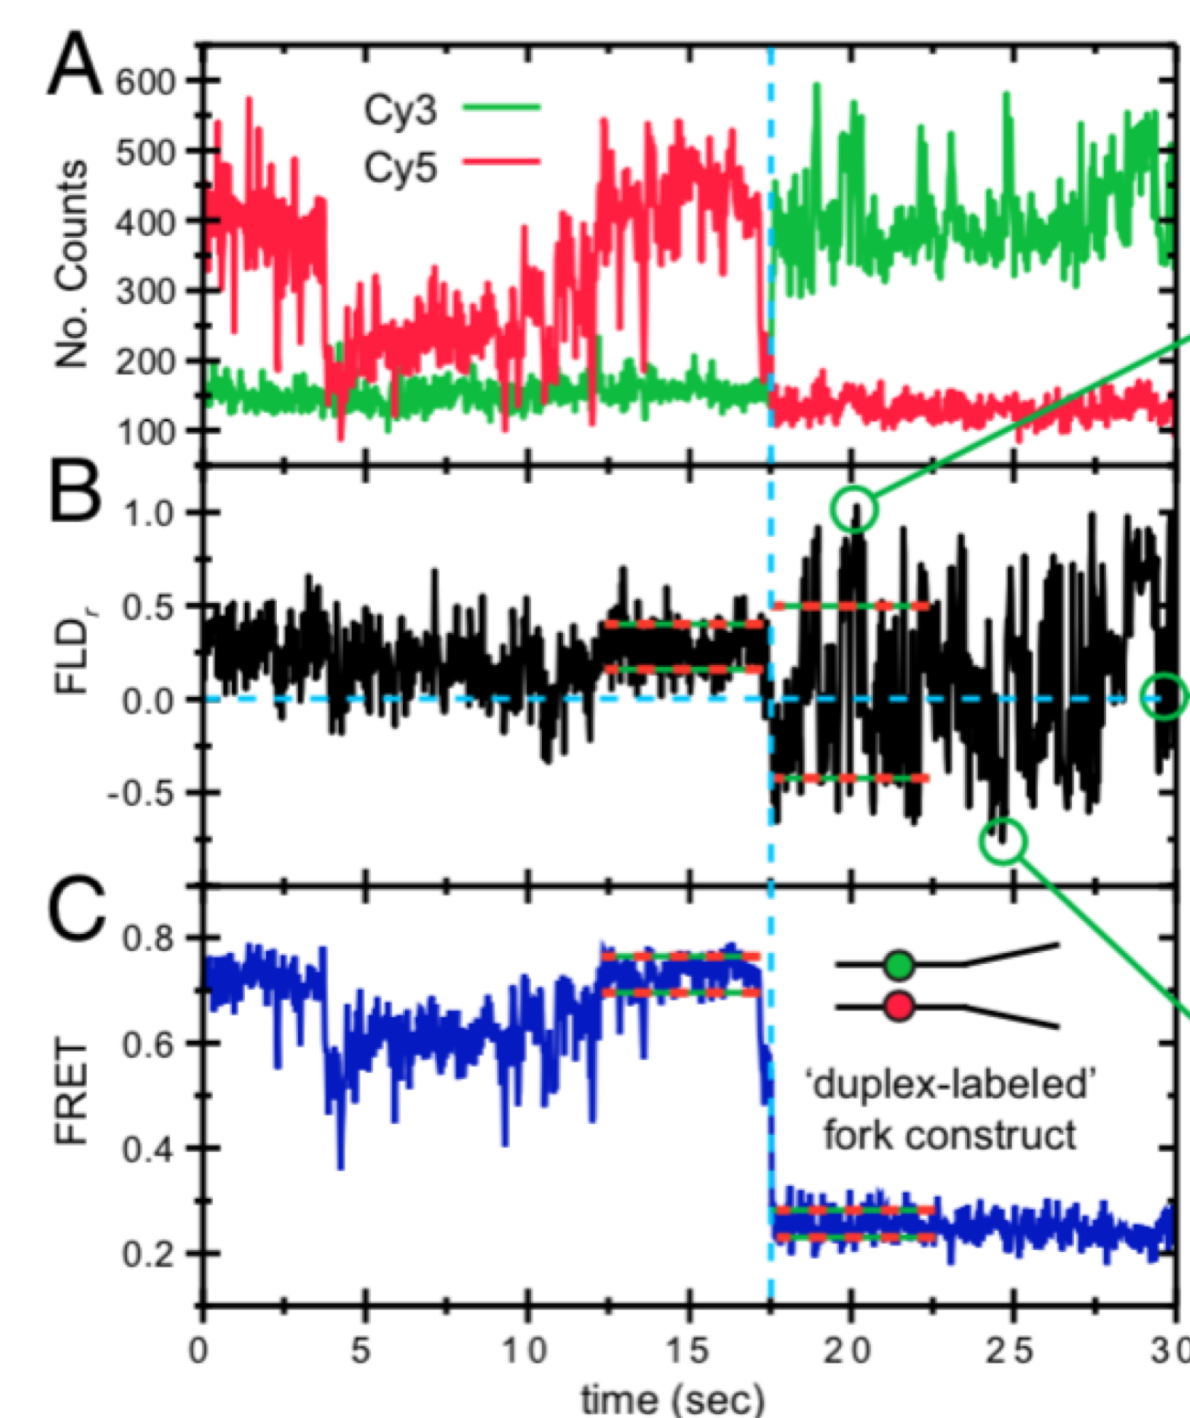 A
600
500
400
300
200
100
No. Counts
Cy3
Cy5
B
1.0
0.5
0.0
-0.5
FLDr
C
0.8
0.6
0.4
0.2
FRET
‘duplex-labeled’
fork construct
0 5 10 15 20 25 30
time (sec)